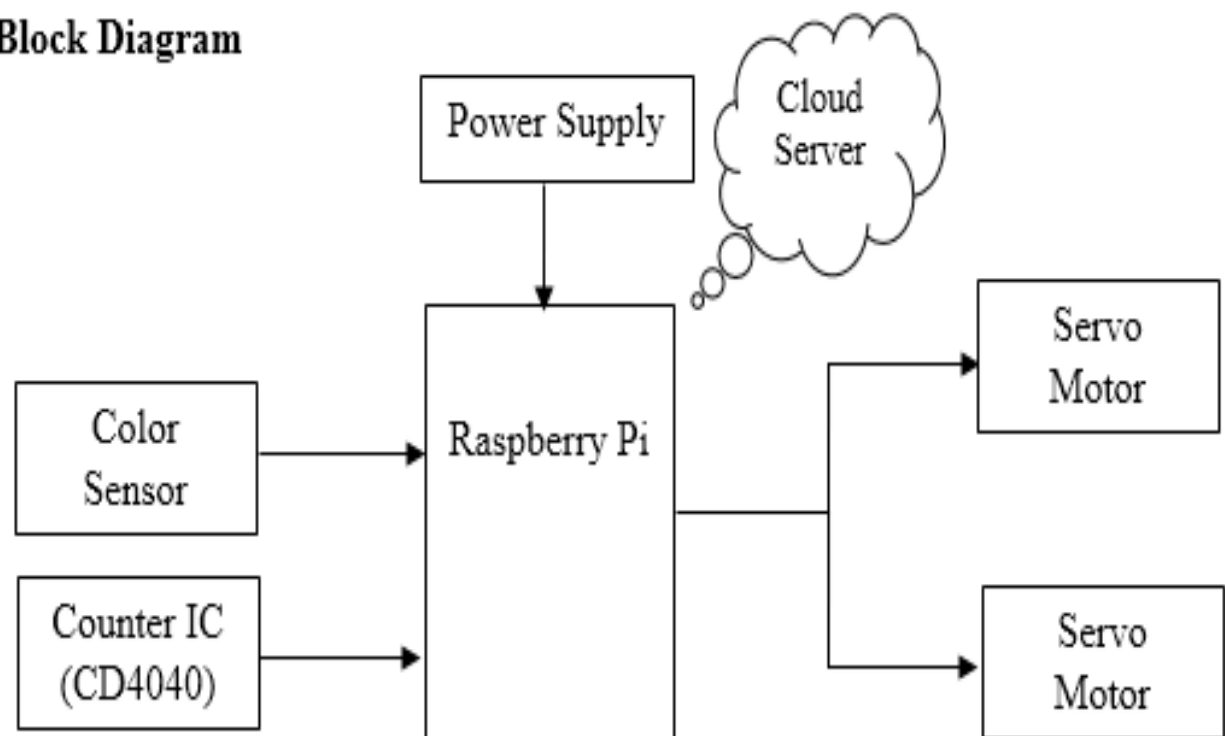 Block Diagram
Power Supply
Cloud
Server
Servo
Motor
Color
Sensor
Raspberry Pi
Counter IC
(CD4040)
Servo
Motor